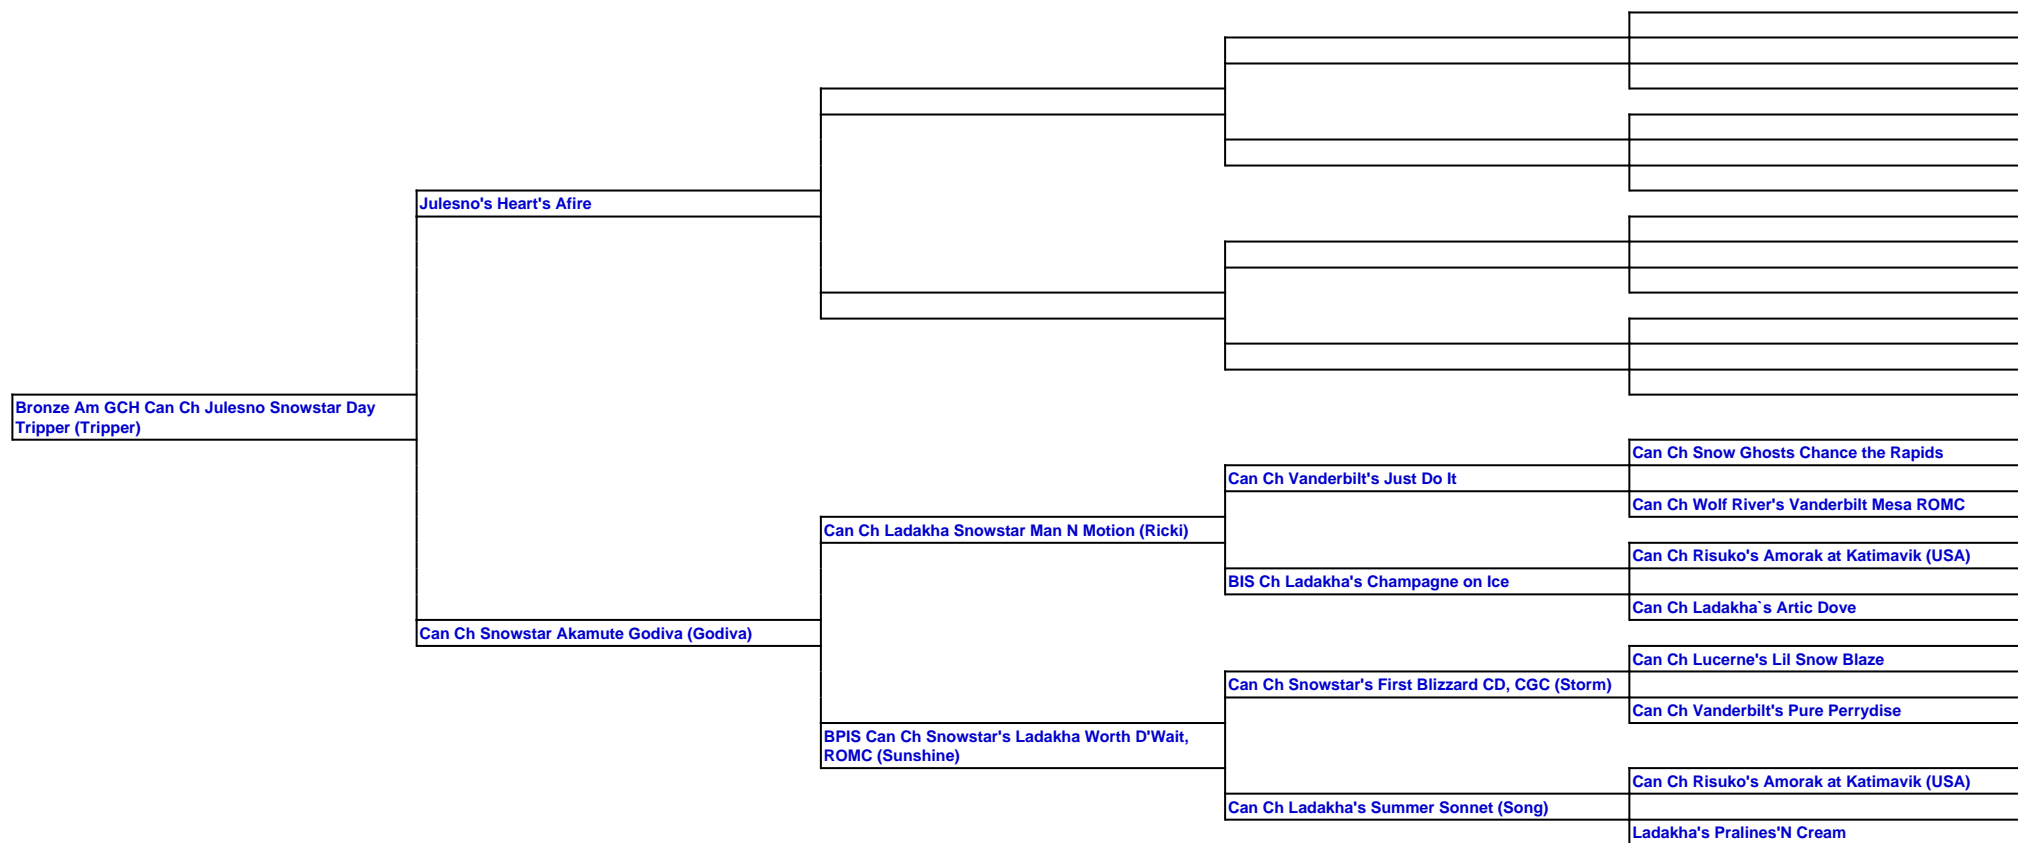 Julesno's Heart's Afire
Bronze Am GCH Can Ch Julesno Snowstar Day
Tripper (Tripper)
Can Ch Snow Ghosts Chance the Rapids
Can Ch Vanderbilt's Just Do It
Can Ch Wolf River's Vanderbilt Mesa ROMC
Can Ch Ladakha Snowstar Man N Motion (Ricki)
Can Ch Risuko's Amorak at Katimavik (USA)
BIS Ch Ladakha's Champagne on Ice
Can Ch Ladakha`s Artic Dove
Can Ch Snowstar Akamute Godiva (Godiva)
Can Ch Lucerne's Lil Snow Blaze
Can Ch Snowstar's First Blizzard CD, CGC (Storm)
Can Ch Vanderbilt's Pure Perrydise
BPIS Can Ch Snowstar's Ladakha Worth D'Wait,
ROMC (Sunshine)
Can Ch Risuko's Amorak at Katimavik (USA)
Can Ch Ladakha's Summer Sonnet (Song)
Ladakha's Pralines'N Cream